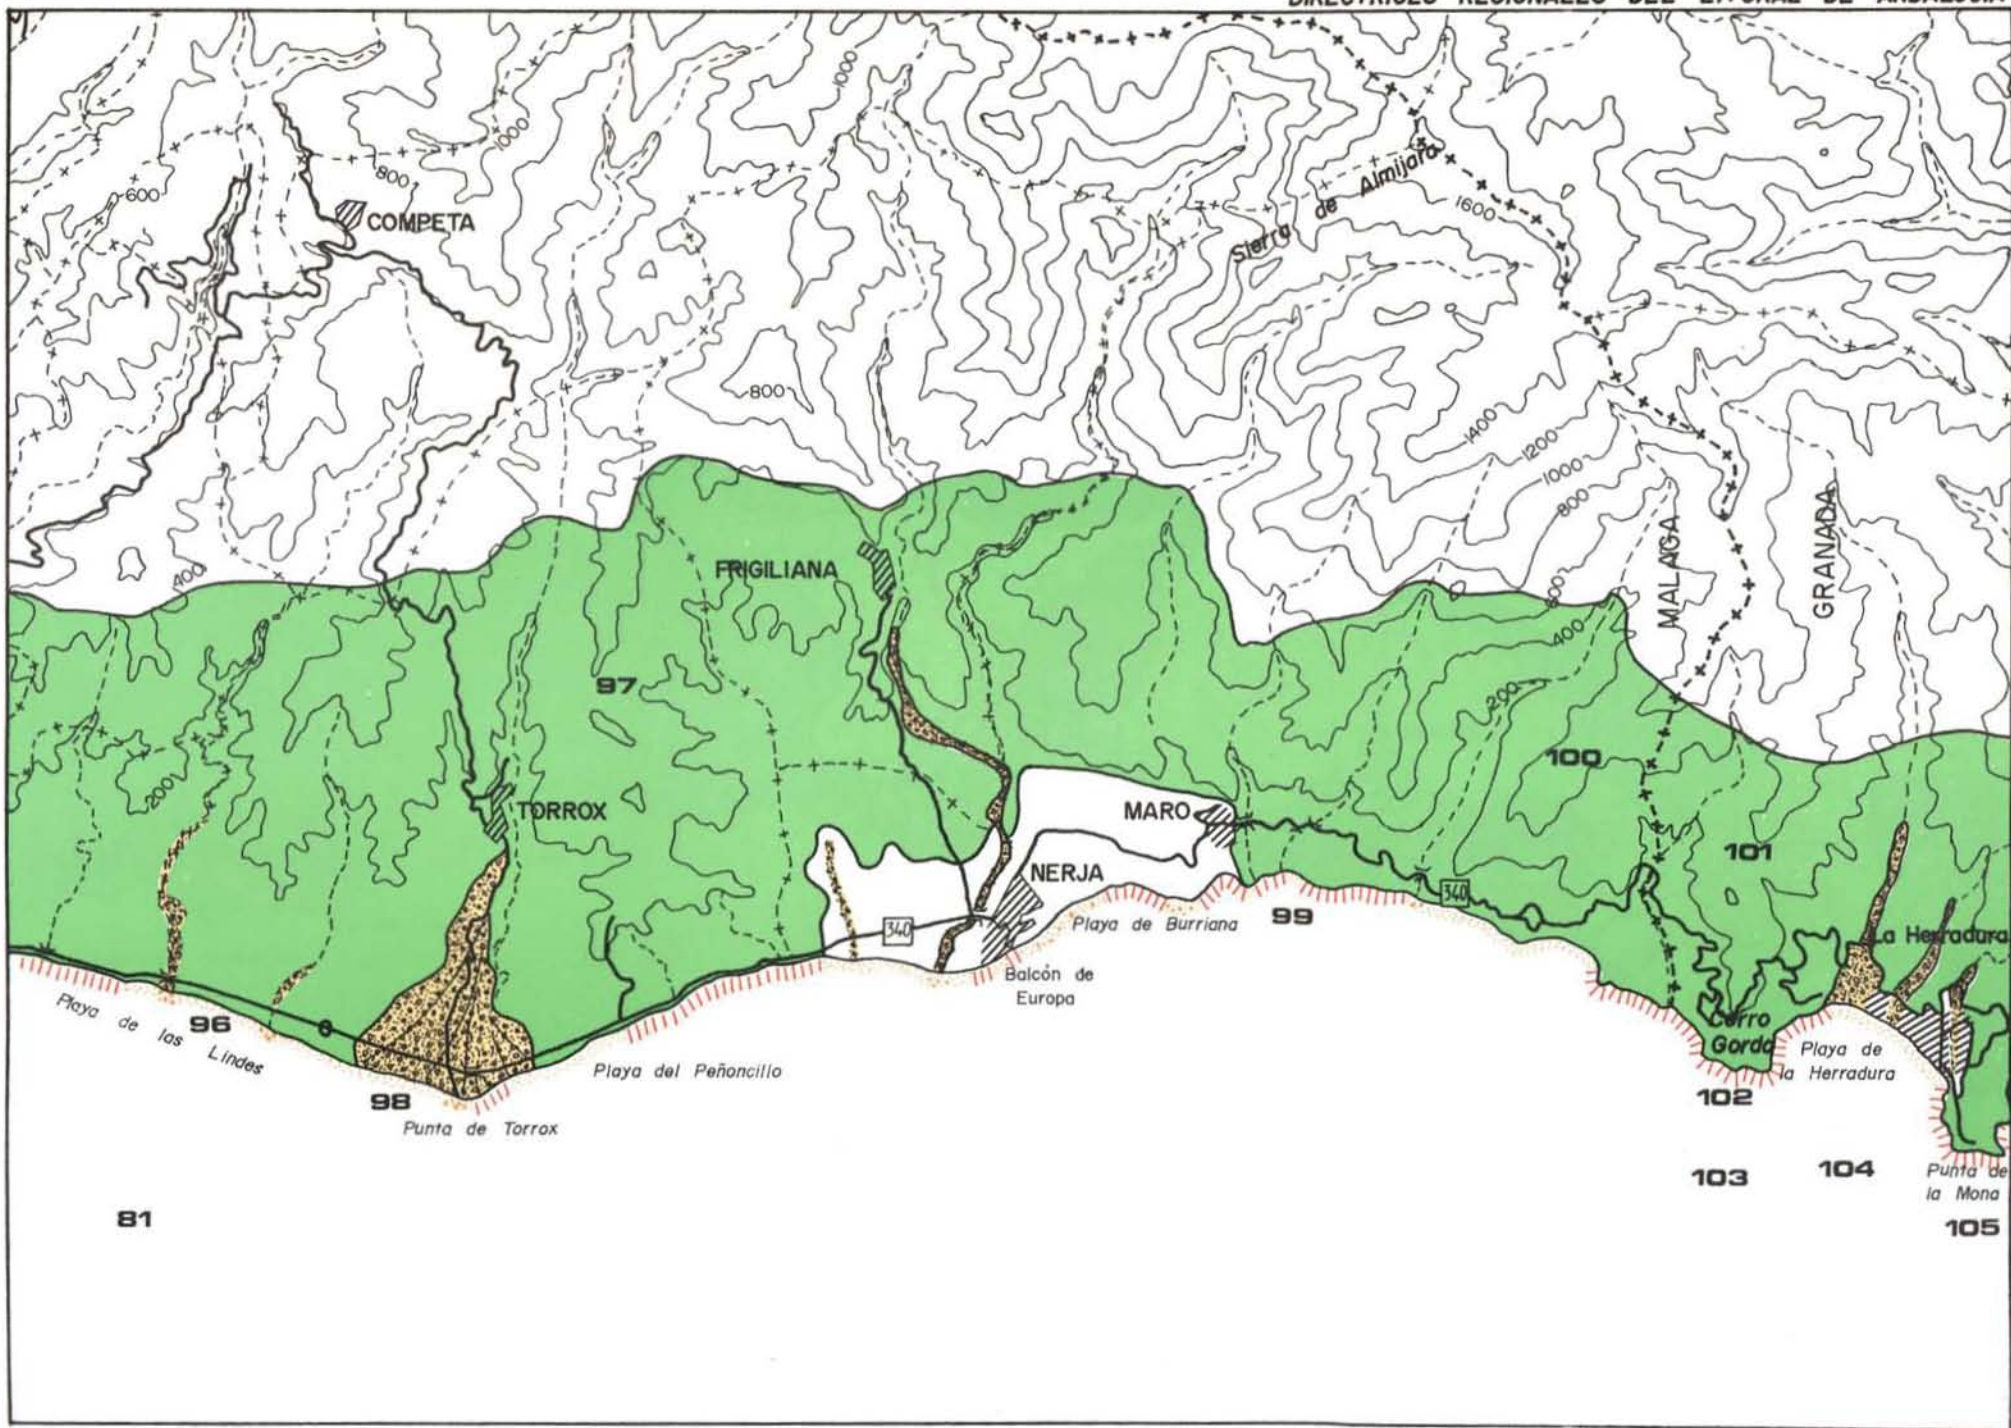 DIRECTRICES REGIONALES DEL LITORAL DE ANDALUCIA
1000
1000
800
600
COMPETA
Sierra de Almijara
1600
800
1400
1200
1000
800
600
400
400
FRIGILIANA
MALAGA
GRANADA
97
200
200
100
TORROX
MARO
101
NERJA
340
340
99
Playa de Burriana
La Herradura
Balcón de
Europa
Playa de las Lindes
96
Cerro
Gordo
Playa de
la Herradura
Playa del Peñoncillo
98
102
Punta de Torrox
103
104
Punta de
la Mona
81
105